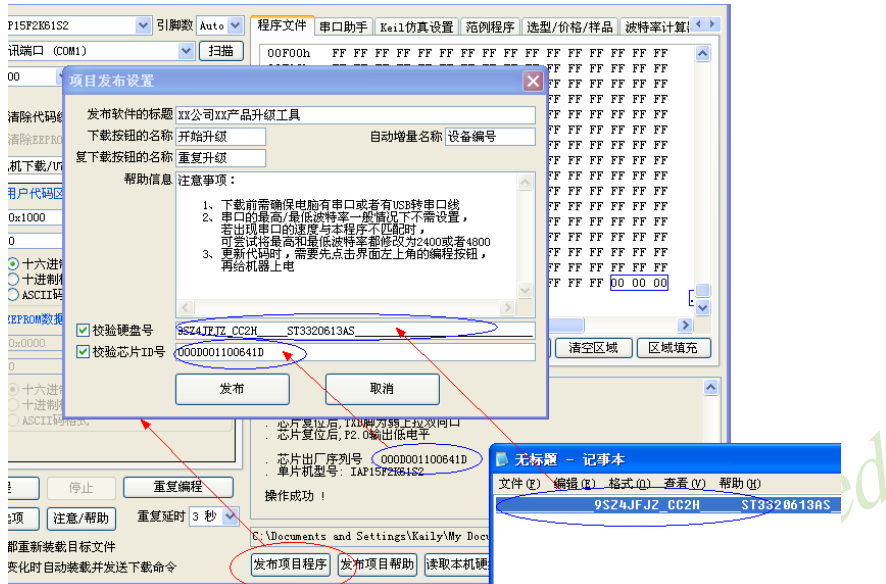 P15F2K61S2 引脚数 Auto
讯端口 (COM1) 扫描
程序文件 串口助手 Keil仿真设置 范例程序 选型/价格/样品 波特率计算
00F00h FF FF FF FF FF FF FF FF FF FF FF FF FF FF FF FF
项目发布设置
发布软件的标题 XX公司XX产品升级工具
下载按钮的名称 开始升级 自动增量名称 设备编号
复下载按钮的名称 重复升级
帮助信息 注意事项：
1、下载前需确保电脑有串口或者有USB转串口线
2、串口的最高/最低波特率一般情况下不需设置，
若出现串口的速度与本程序不匹配时，
可尝试将最高和最低波特率都修改为2400或者4800
3、更新代码时，需要先点击界面左上角的编程按钮，
再给机器上电
校验硬盘号 9SZ4JFJZ_CC2H_____ST3320613AS
校验芯片ID号 000D001100641D
发布 取消
00 00 00
清空区域 区域填充
清除EEPRO
机下载/U7
用户代码区
0x1000
0
十六进
十进制
ASCII码
EEPROM数据
0x0000
0
十六进
十进制
ASCII码格式
. 芯片复位后,TXD脚为弱上拉双向口
. 芯片复位后,P2.0输出低电平
. 芯片出厂序列号 000D001100641D
. 单片机型号: IAP15F2K61S2
操作成功 !
停止 重复编程
项 注意/帮助 重复延时 3 秒
都重新装载目标文件
变化时自动装载并发送下载命令
C:\Documents and Settings\Kaily\My Docu
发布项目程序 发布项目帮助 读取本机硬
无标题 - 记事本
文件(F) 编辑(E) 格式(O) 查看(V) 帮助(H)
9SZ4JFJZ_CC2H ST3320613AS
ed